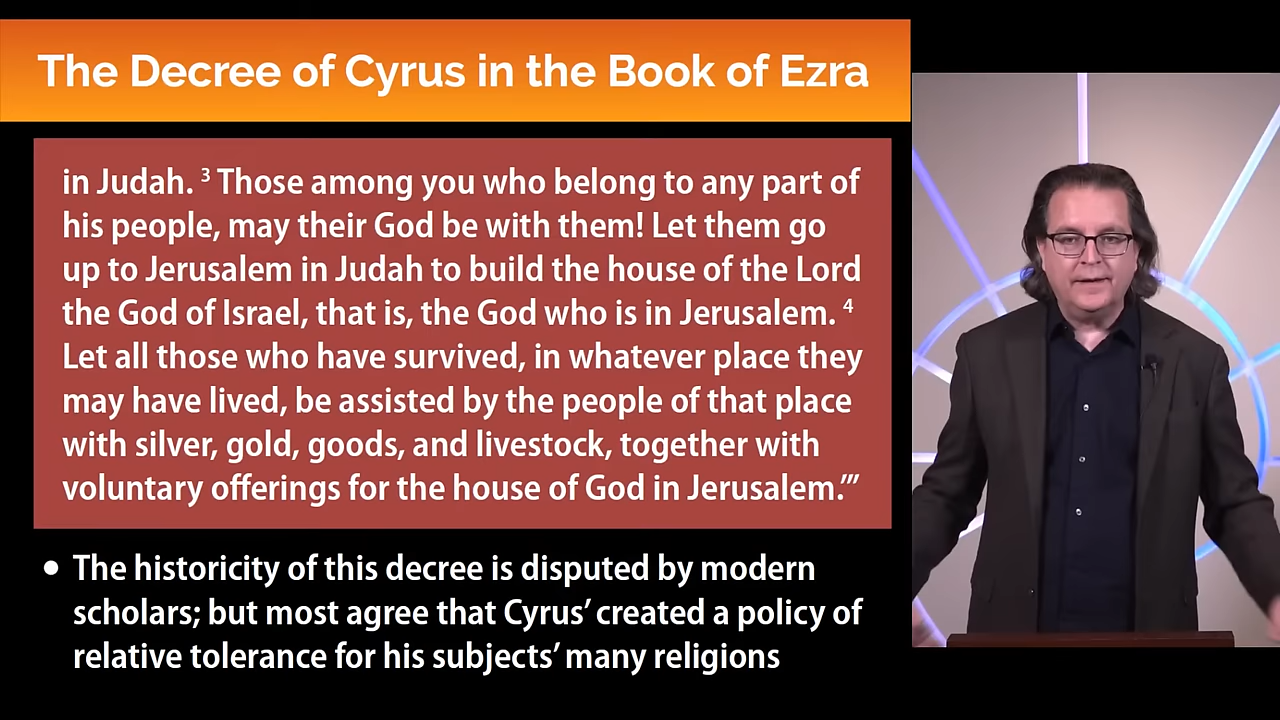 The Decree of Cyrus in the Book of Ezra
in Judah. ³ Those among you who belong to any part of
his people, may their God be with them! Let them go
up to Jerusalem in Judah to build the house of the Lord
the God of Israel, that is, the God who is in Jerusalem. ⁴
Let all those who have survived, in whatever place they
may have lived, be assisted by the people of that place
with silver, gold, goods, and livestock, together with
voluntary offerings for the house of God in Jerusalem.’”
• The historicity of this decree is disputed by modern
scholars; but most agree that Cyrus’ created a policy of
relative tolerance for his subjects’ many religions